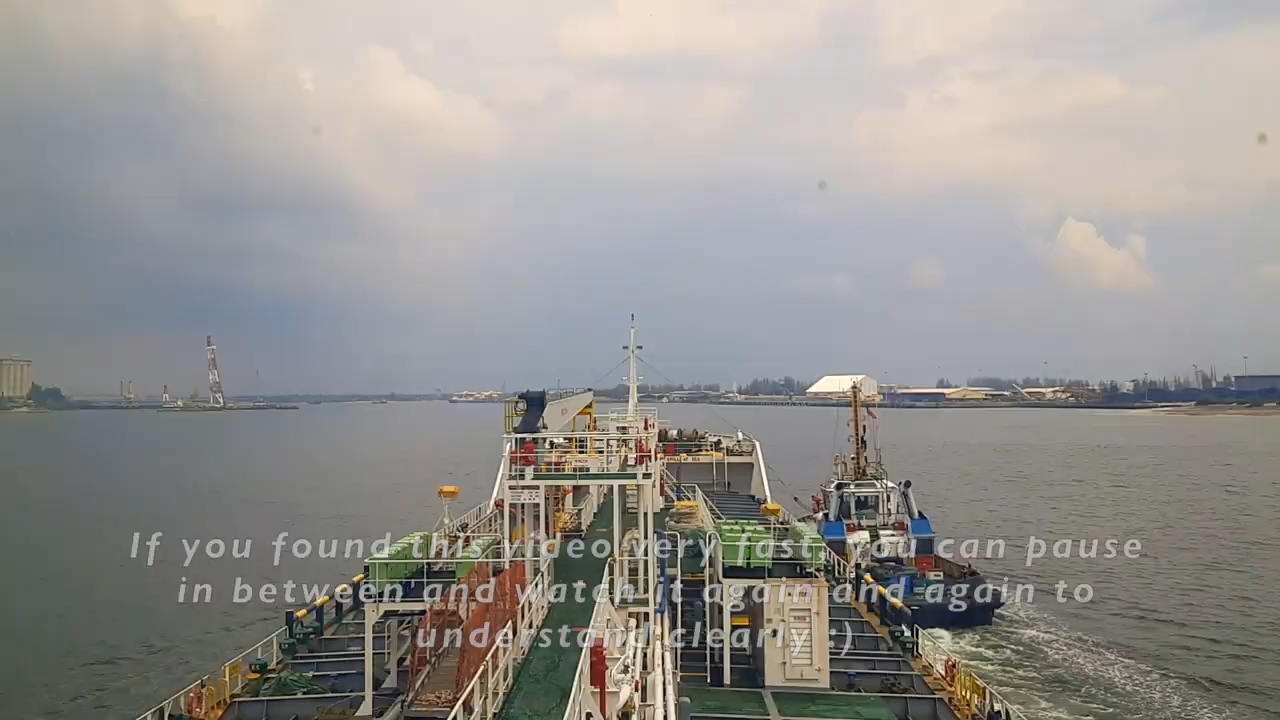 If you found this video very fast, you can pause
in between and watch it again and again to
understand clearly :)